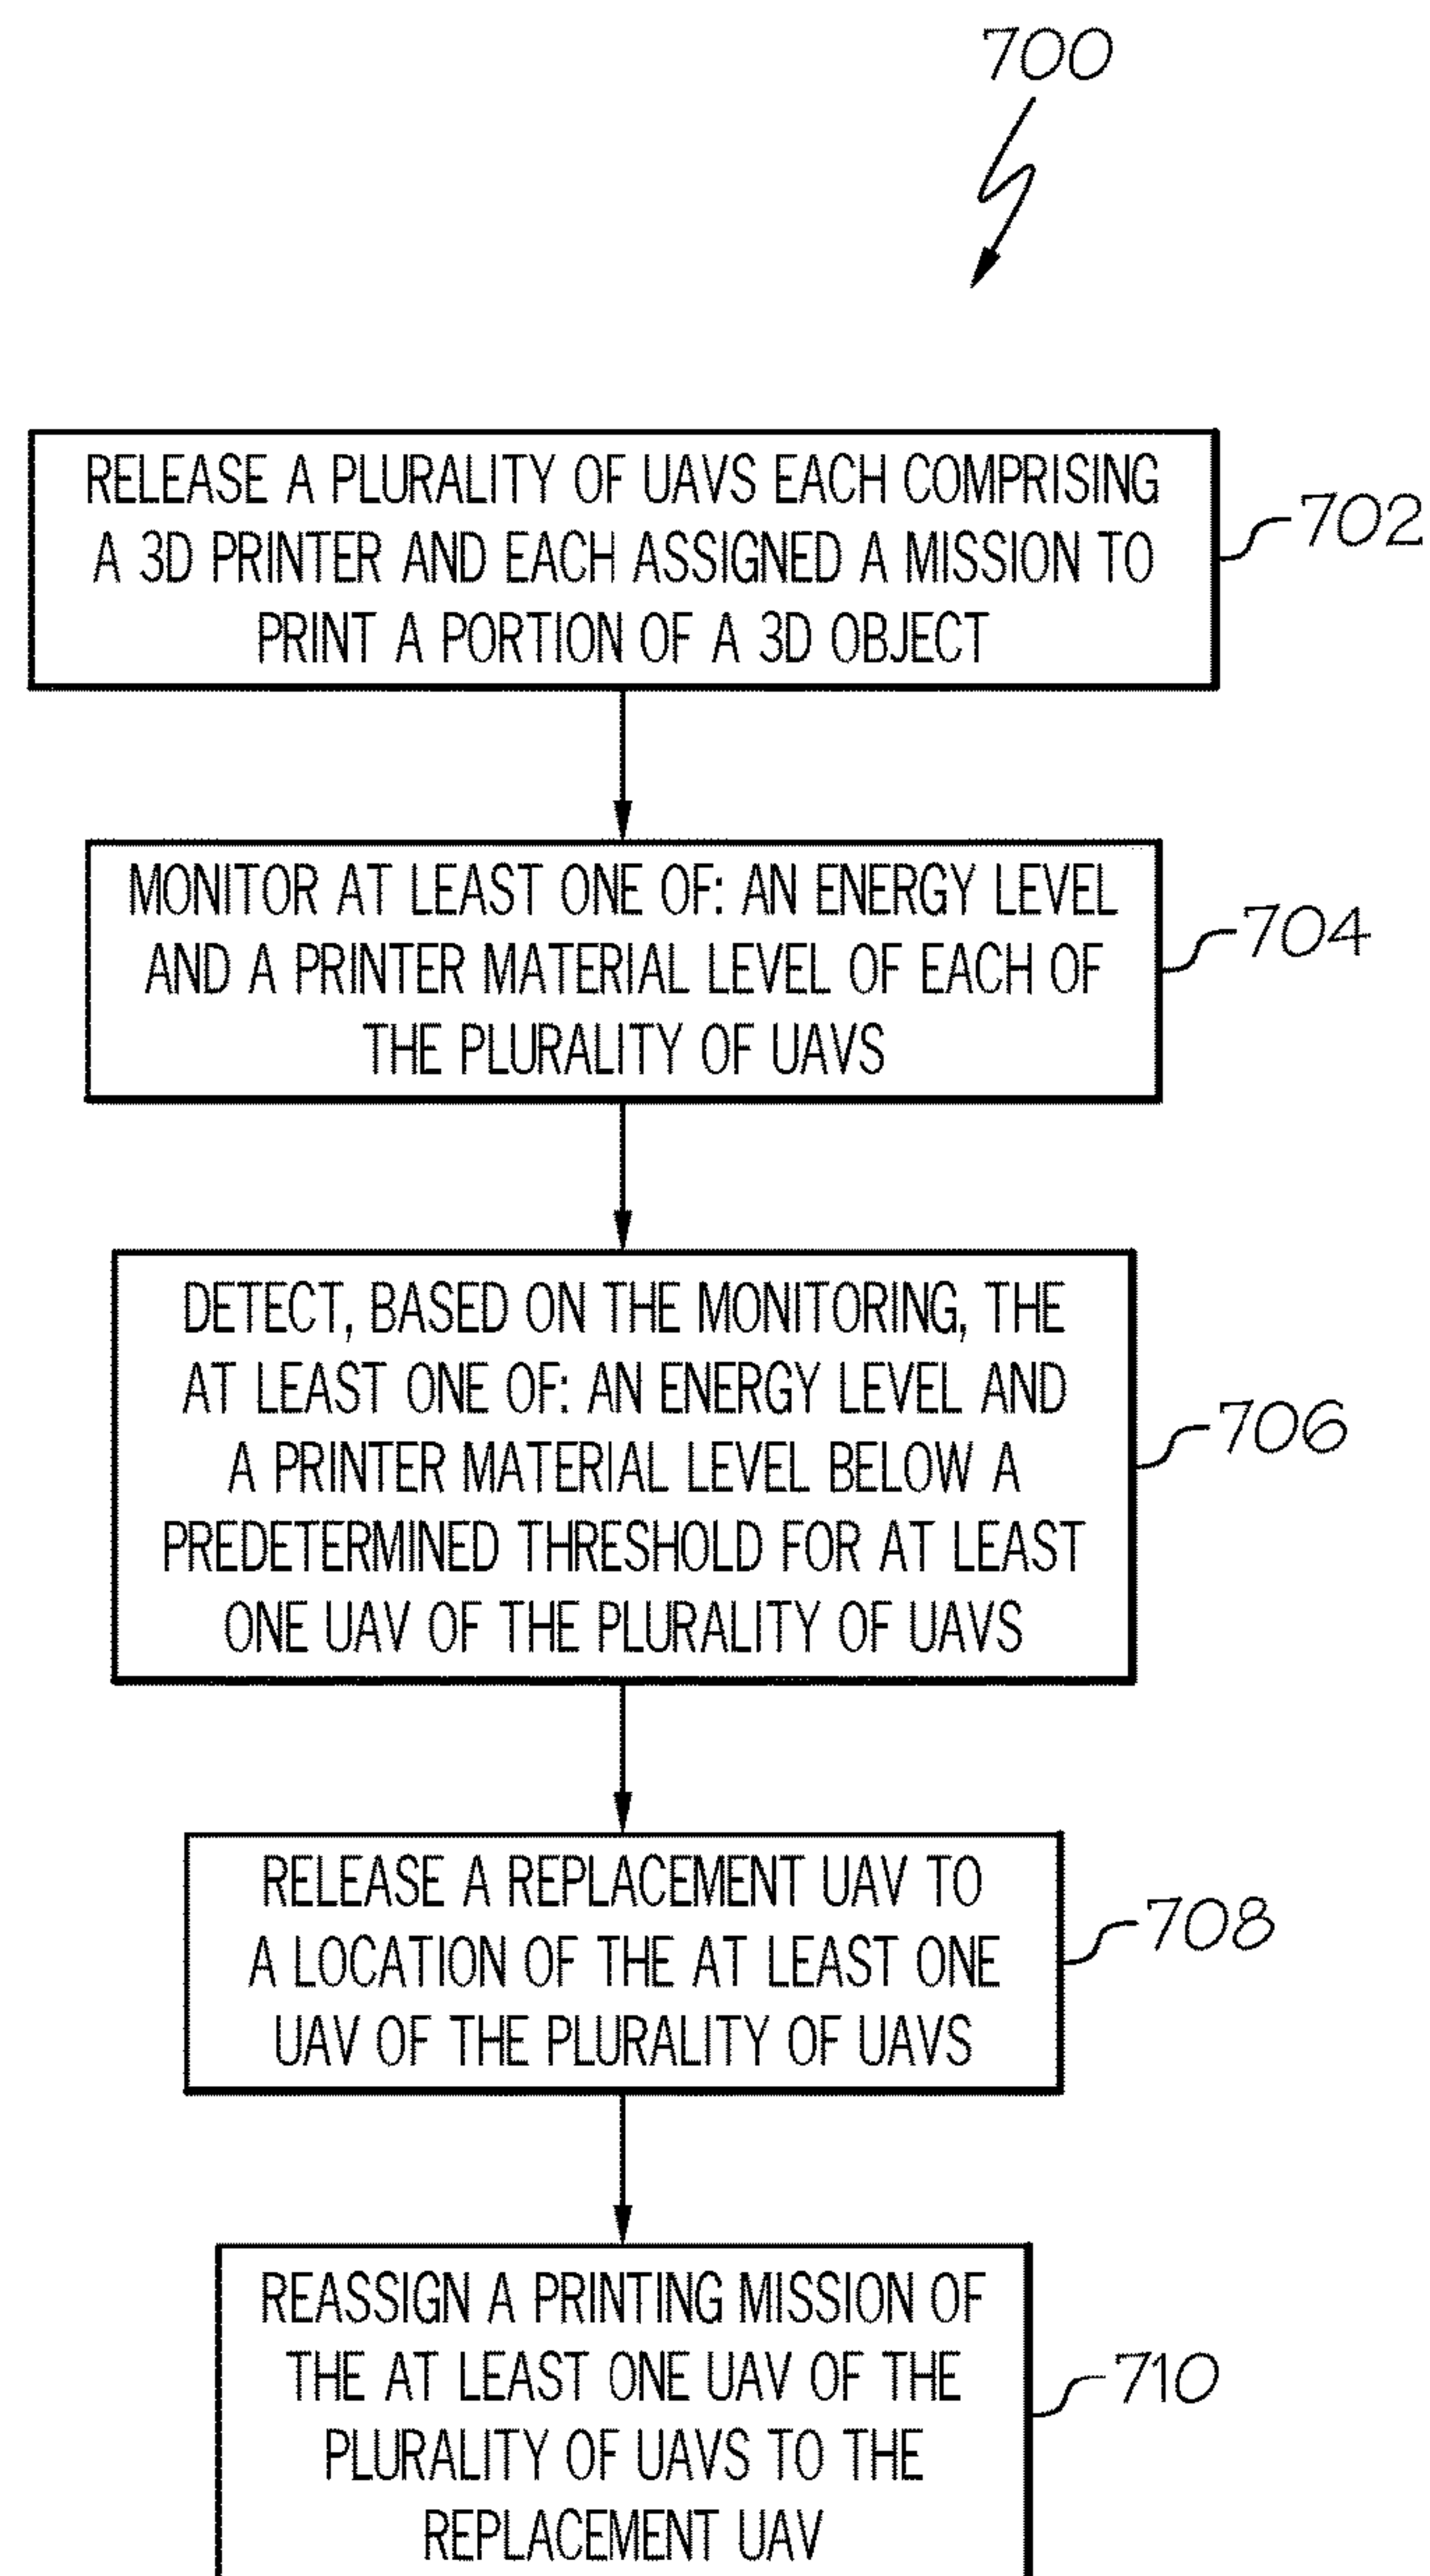 700
RELEASE A PLURALITY OF UAVS EACH COMPRISING
A 3D PRINTER AND EACH ASSIGNED A MISSION TO
PRINT A PORTION OF A 3D OBJECT
702
MONITOR AT LEAST ONE OF: AN ENERGY LEVEL
AND A PRINTER MATERIAL LEVEL OF EACH OF
THE PLURALITY OF UAVS
704
DETECT, BASED ON THE MONITORING, THE
AT LEAST ONE OF: AN ENERGY LEVEL AND
A PRINTER MATERIAL LEVEL BELOW A
PREDETERMINED THRESHOLD FOR AT LEAST
ONE UAV OF THE PLURALITY OF UAVS
706
RELEASE A REPLACEMENT UAV TO
A LOCATION OF THE AT LEAST ONE
UAV OF THE PLURALITY OF UAVS
708
REASSIGN A PRINTING MISSION OF
THE AT LEAST ONE UAV OF THE
PLURALITY OF UAVS TO THE
REPLACEMENT UAV
710